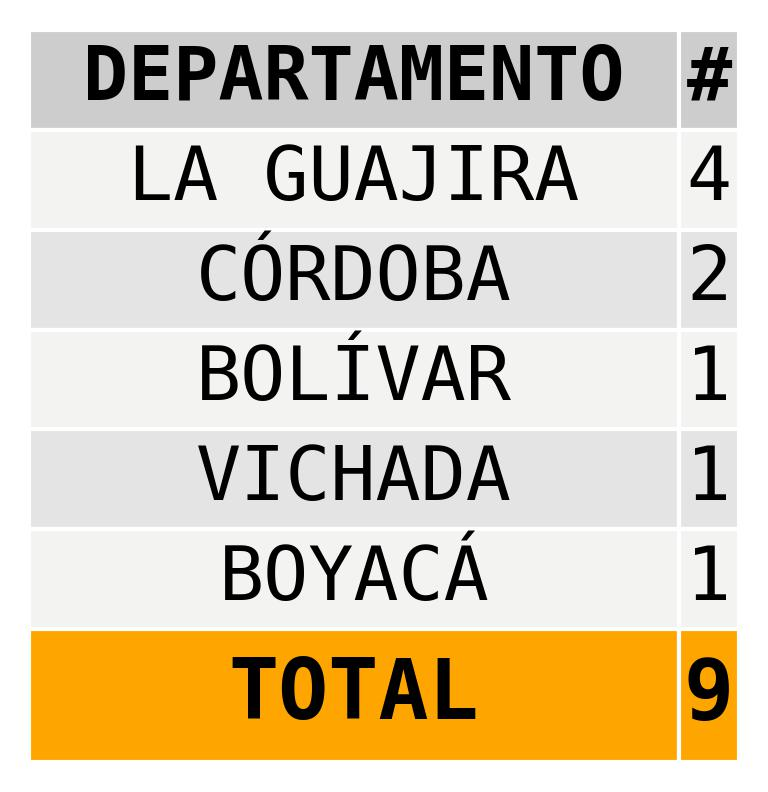 DEPARTAMENTO #
LA GUAJIRA 4
CÓRDOBA 2
BOLÍVAR 1
VICHADA 1
BOYACÁ 1
TOTAL 9